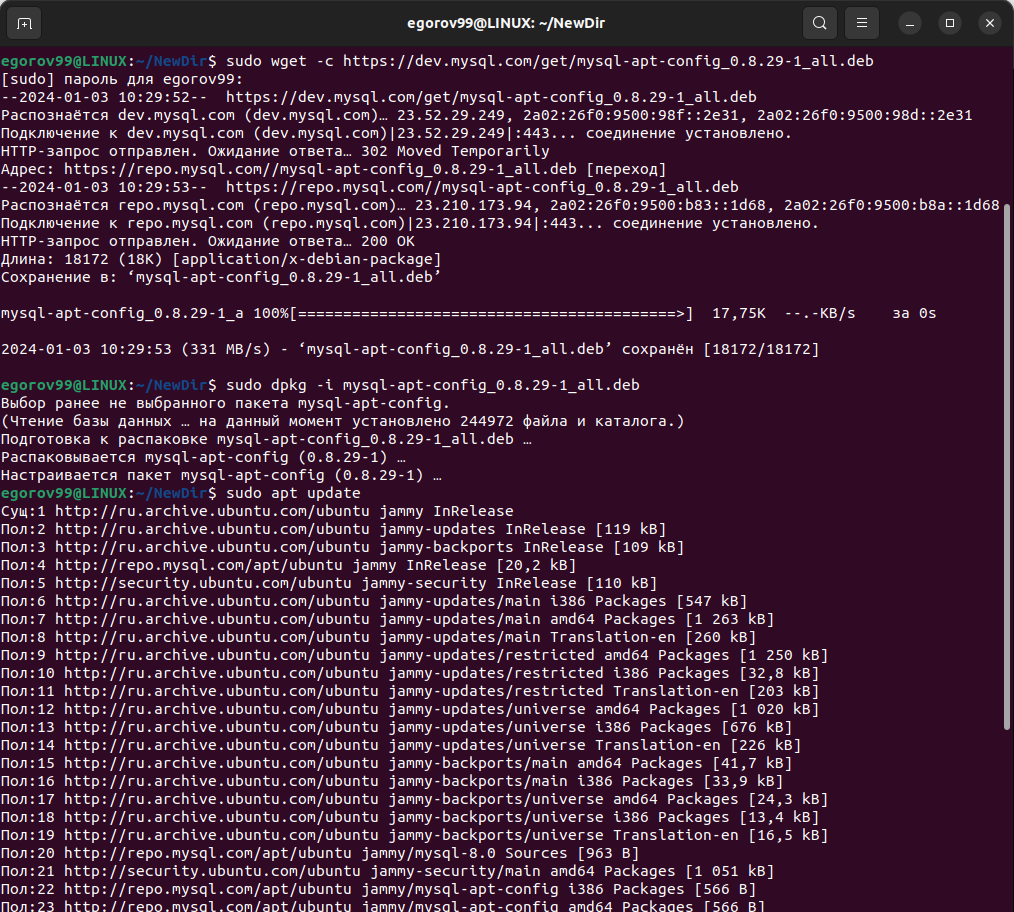 egorov99@LINUX: ~/NewDir
egorov99@LINUX:~/NewDir$ sudo wget -c https://dev.mysql.com/get/mysql-apt-config_0.8.29-1_all.deb
[sudo] пароль для egorov99:
--2024-01-03 10:29:52--  https://dev.mysql.com/get/mysql-apt-config_0.8.29-1_all.deb
Распознаётся dev.mysql.com (dev.mysql.com)… 23.52.29.249, 2a02:26f0:9500:98f::2e31, 2a02:26f0:9500:98d::2e31
Подключение к dev.mysql.com (dev.mysql.com)|23.52.29.249|:443... соединение установлено.
HTTP-запрос отправлен. Ожидание ответа… 302 Moved Temporarily
Адрес: https://repo.mysql.com//mysql-apt-config_0.8.29-1_all.deb [переход]
--2024-01-03 10:29:53--  https://repo.mysql.com//mysql-apt-config_0.8.29-1_all.deb
Распознаётся repo.mysql.com (repo.mysql.com)… 23.210.173.94, 2a02:26f0:9500:b83::1d68, 2a02:26f0:9500:b8a::1d68
Подключение к repo.mysql.com (repo.mysql.com)|23.210.173.94|:443... соединение установлено.
HTTP-запрос отправлен. Ожидание ответа… 200 OK
Длина: 18172 (18K) [application/x-debian-package]
Сохранение в: ‘mysql-apt-config_0.8.29-1_all.deb’
mysql-apt-config_0.8.29-1_a 100%[==========================================>]  17,75K  --.-KB/s    за 0s
2024-01-03 10:29:53 (331 MB/s) - ‘mysql-apt-config_0.8.29-1_all.deb’ сохранён [18172/18172]
egorov99@LINUX:~/NewDir$ sudo dpkg -i mysql-apt-config_0.8.29-1_all.deb
Выбор ранее не выбранного пакета mysql-apt-config.
(Чтение базы данных … на данный момент установлено 244972 файла и каталога.)
Подготовка к распаковке mysql-apt-config_0.8.29-1_all.deb …
Распаковывается mysql-apt-config (0.8.29-1) …
Настраивается пакет mysql-apt-config (0.8.29-1) …
egorov99@LINUX:~/NewDir$ sudo apt update
Сущ:1 http://ru.archive.ubuntu.com/ubuntu jammy InRelease
Пол:2 http://ru.archive.ubuntu.com/ubuntu jammy-updates InRelease [119 kB]
Пол:3 http://ru.archive.ubuntu.com/ubuntu jammy-backports InRelease [109 kB]
Пол:4 http://repo.mysql.com/apt/ubuntu jammy InRelease [20,2 kB]
Пол:5 http://security.ubuntu.com/ubuntu jammy-security InRelease [110 kB]
Пол:6 http://ru.archive.ubuntu.com/ubuntu jammy-updates/main i386 Packages [547 kB]
Пол:7 http://ru.archive.ubuntu.com/ubuntu jammy-updates/main amd64 Packages [1 263 kB]
Пол:8 http://ru.archive.ubuntu.com/ubuntu jammy-updates/main Translation-en [260 kB]
Пол:9 http://ru.archive.ubuntu.com/ubuntu jammy-updates/restricted amd64 Packages [1 250 kB]
Пол:10 http://ru.archive.ubuntu.com/ubuntu jammy-updates/restricted i386 Packages [32,8 kB]
Пол:11 http://ru.archive.ubuntu.com/ubuntu jammy-updates/restricted Translation-en [203 kB]
Пол:12 http://ru.archive.ubuntu.com/ubuntu jammy-updates/universe amd64 Packages [1 020 kB]
Пол:13 http://ru.archive.ubuntu.com/ubuntu jammy-updates/universe i386 Packages [676 kB]
Пол:14 http://ru.archive.ubuntu.com/ubuntu jammy-updates/universe Translation-en [226 kB]
Пол:15 http://ru.archive.ubuntu.com/ubuntu jammy-backports/main amd64 Packages [41,7 kB]
Пол:16 http://ru.archive.ubuntu.com/ubuntu jammy-backports/main i386 Packages [33,9 kB]
Пол:17 http://ru.archive.ubuntu.com/ubuntu jammy-backports/universe amd64 Packages [24,3 kB]
Пол:18 http://ru.archive.ubuntu.com/ubuntu jammy-backports/universe i386 Packages [13,4 kB]
Пол:19 http://ru.archive.ubuntu.com/ubuntu jammy-backports/universe Translation-en [16,5 kB]
Пол:20 http://repo.mysql.com/apt/ubuntu jammy/mysql-8.0 Sources [963 B]
Пол:21 http://security.ubuntu.com/ubuntu jammy-security/main amd64 Packages [1 051 kB]
Пол:22 http://repo.mysql.com/apt/ubuntu jammy/mysql-apt-config i386 Packages [566 B]
Пол:23 http://repo.mysql.com/apt/ubuntu jammy/mysql-apt-config amd64 Packages [566 B]